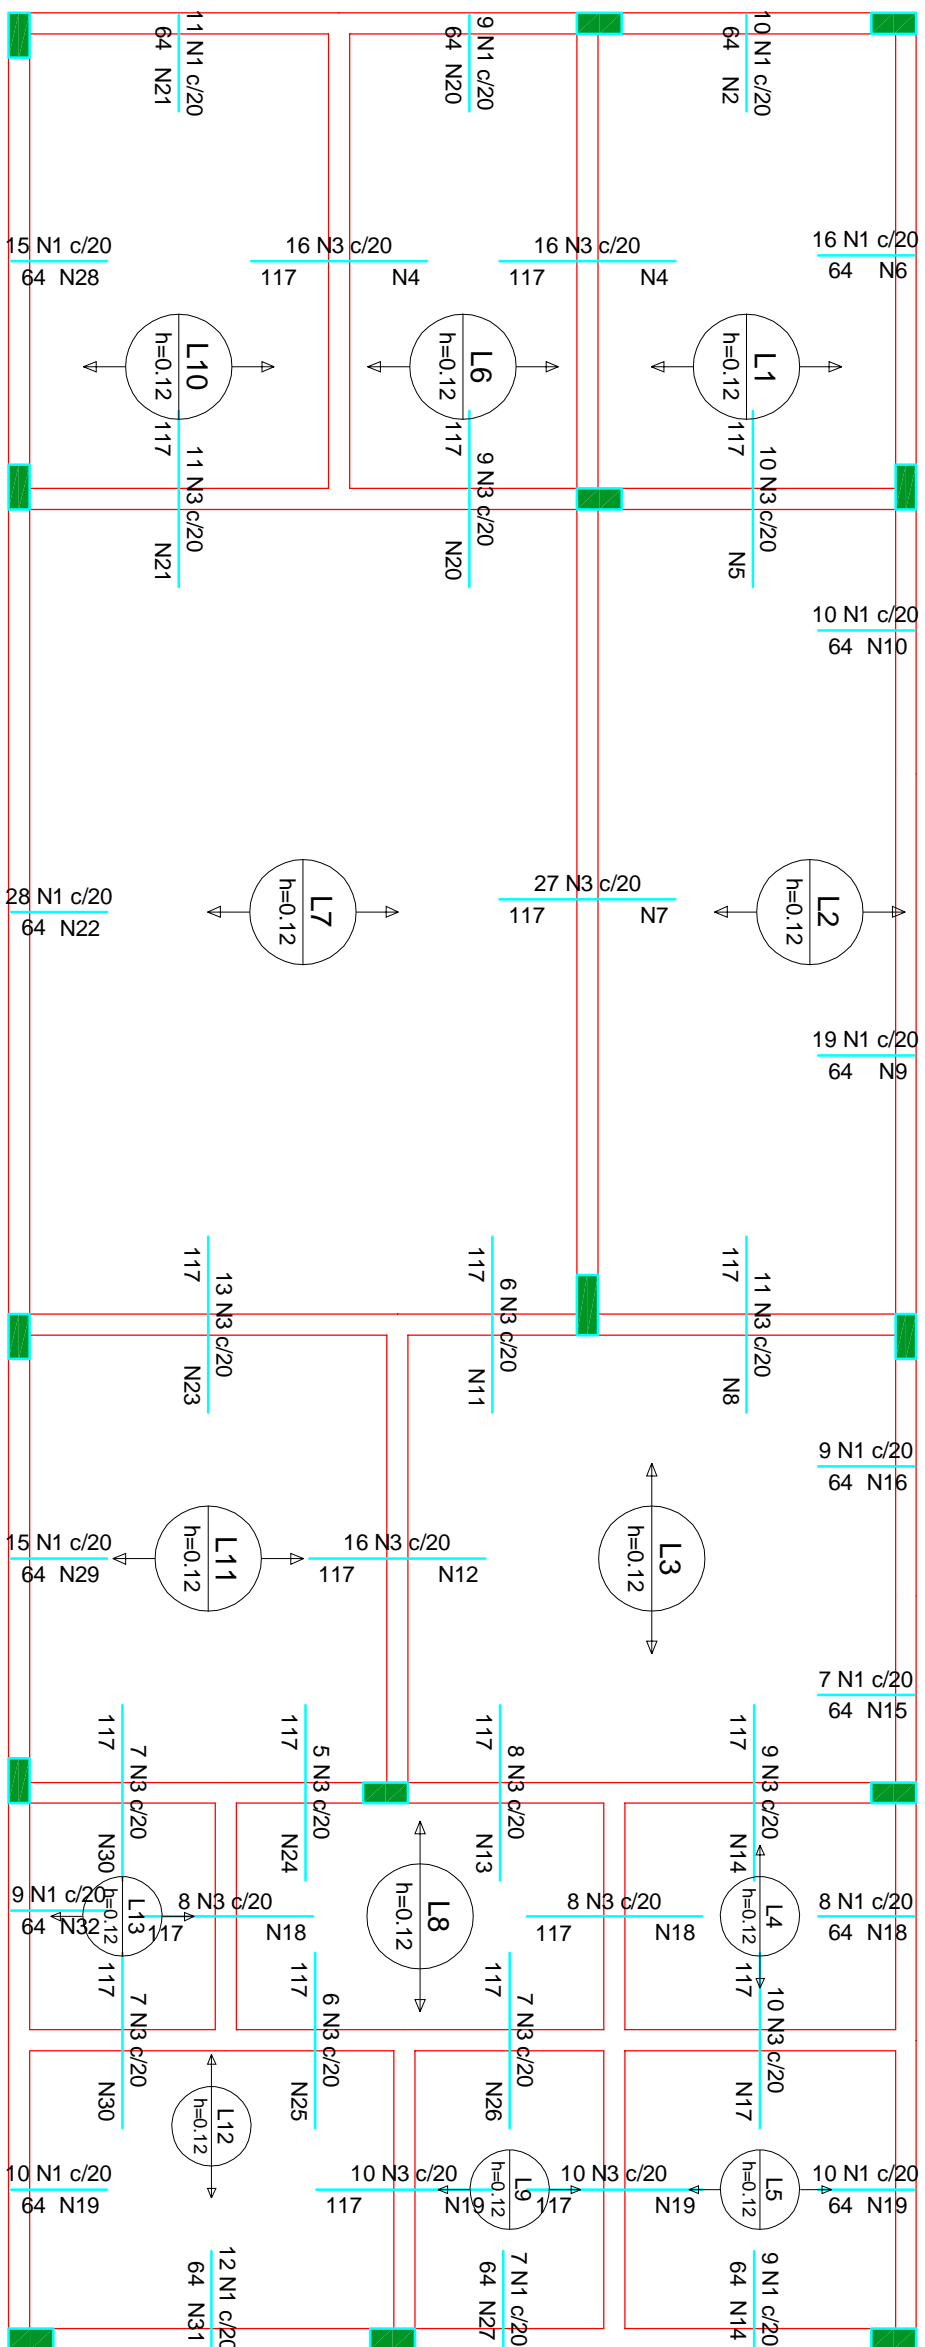 11 N1 c/20
64 N21
9 N1 c/20
64 N20
10 N1 c/20
64 N2
15 N1 c/20
64 N28
16 N3 c/20
117 N4
16 N3 c/20
117 N4
16 N1 c/20
64 N6
L10
h=0.12
L6
h=0.12
L1
h=0.12
11 N3 c/20
117 N21
9 N3 c/20
117 N20
10 N3 c/20
117 N5
10 N1 c/20
64 N10
28 N1 c/20
64 N22
L7
h=0.12
27 N3 c/20
117 N7
L2
h=0.12
19 N1 c/20
64 N9
13 N3 c/20
117 N23
6 N3 c/20
117 N11
11 N3 c/20
117 N8
9 N1 c/20
64 N16
15 N1 c/20
64 N29
L11
h=0.12
16 N3 c/20
117 N12
L3
h=0.12
7 N1 c/20
64 N15
7 N3 c/20
117 N30
5 N3 c/20
117 N24
8 N3 c/20
117 N13
9 N3 c/20
117 N14
9 N1 c/20
64 N32
L13
h=0.12
8 N3 c/20
117 N18
L8
h=0.12
8 N3 c/20
117 N18
L4
h=0.12
8 N1 c/20
64 N18
7 N3 c/20
117 N30
6 N3 c/20
117 N25
7 N3 c/20
117 N26
10 N3 c/20
117 N17
L12
h=0.12
10 N1 c/20
64 N19
10 N3 c/20
117 N19
L9
h=0.12
10 N3 c/20
117 N19
L5
h=0.12
10 N1 c/20
64 N19
12 N1 c/20
64 N31
7 N1 c/20
64 N27
9 N1 c/20
64 N14